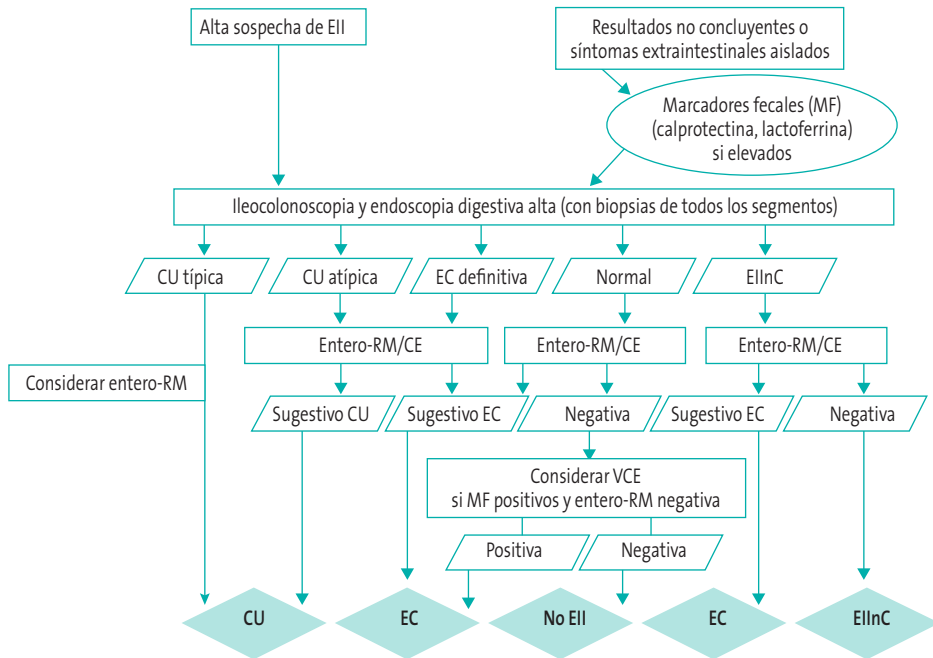 Alta sospecha de EII
Resultados no concluyentes o
síntomas extraintestinales aislados
Marcadores fecales (MF)
(calprotectina, lactoferrina)
si elevados
Ileocolonoscopia y endoscopia digestiva alta (con biopsias de todos los segmentos)
CU típica
CU atípica
EC definitiva
Normal
EIInC
Entero-RM/CE
Entero-RM/CE
Entero-RM/CE
Considerar entero-RM
Sugestivo CU
Sugestivo EC
Negativa
Sugestivo EC
Negativa
Considerar VCE
si MF positivos y entero-RM negativa
Positiva
Negativa
CU
EC
No EII
EC
EIInC